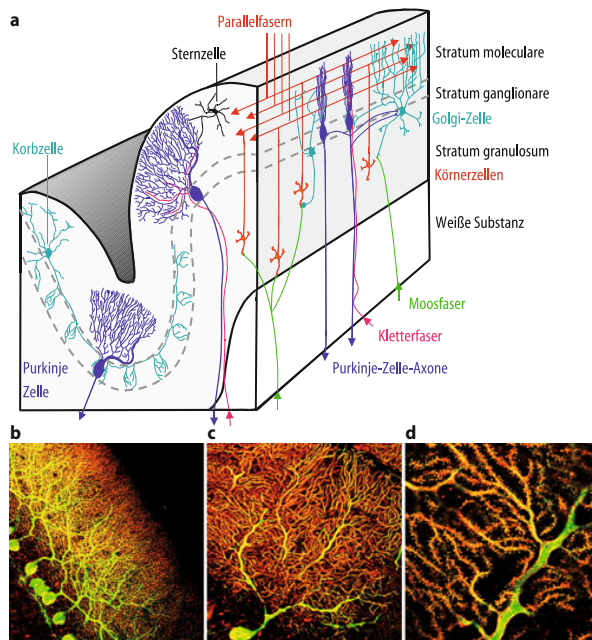 a
Parallelfasern
Sternzelle
Stratum moleculare
Stratum ganglionare
Golgi-Zelle
Korbzelle
Stratum granulosum
Körnerzellen
Weiße Substanz
Moosfaser
Kletterfaser
Purkinje
Zelle
Purkinje-Zelle-Axone
b
c
d